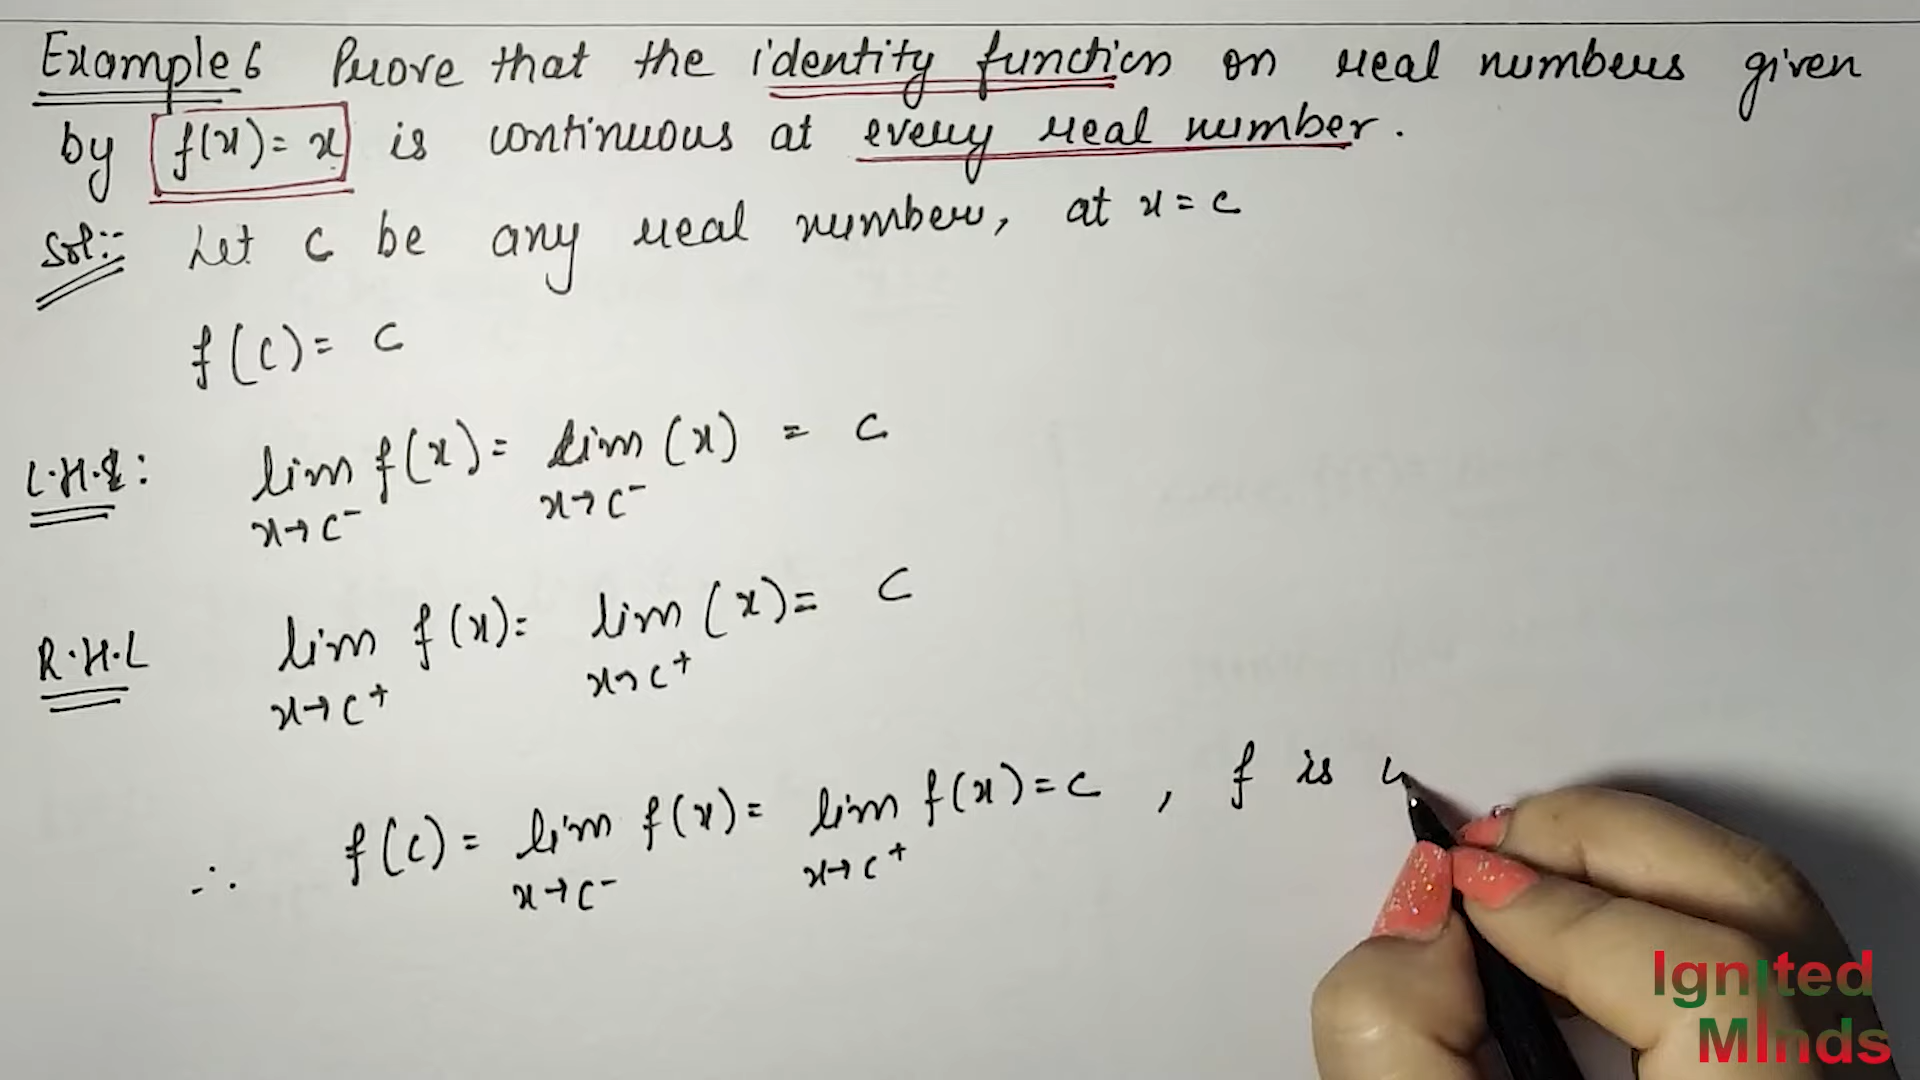 Example 6 Prove that the identity function on real numbers given
by f(x) = x is continuous at every real number.
Sol:- Let c be any real number, at x = c
f(c) = c
L.H.L: lim f(x) = lim (x) = c
x→c⁻ x→c⁻
R.H.L lim f(x) = lim (x) = c
x→c⁺ x→c⁺
∴ f(c) = lim f(x) = lim f(x) = c , f is
x→c⁻ x→c⁺
Ignited
MInds